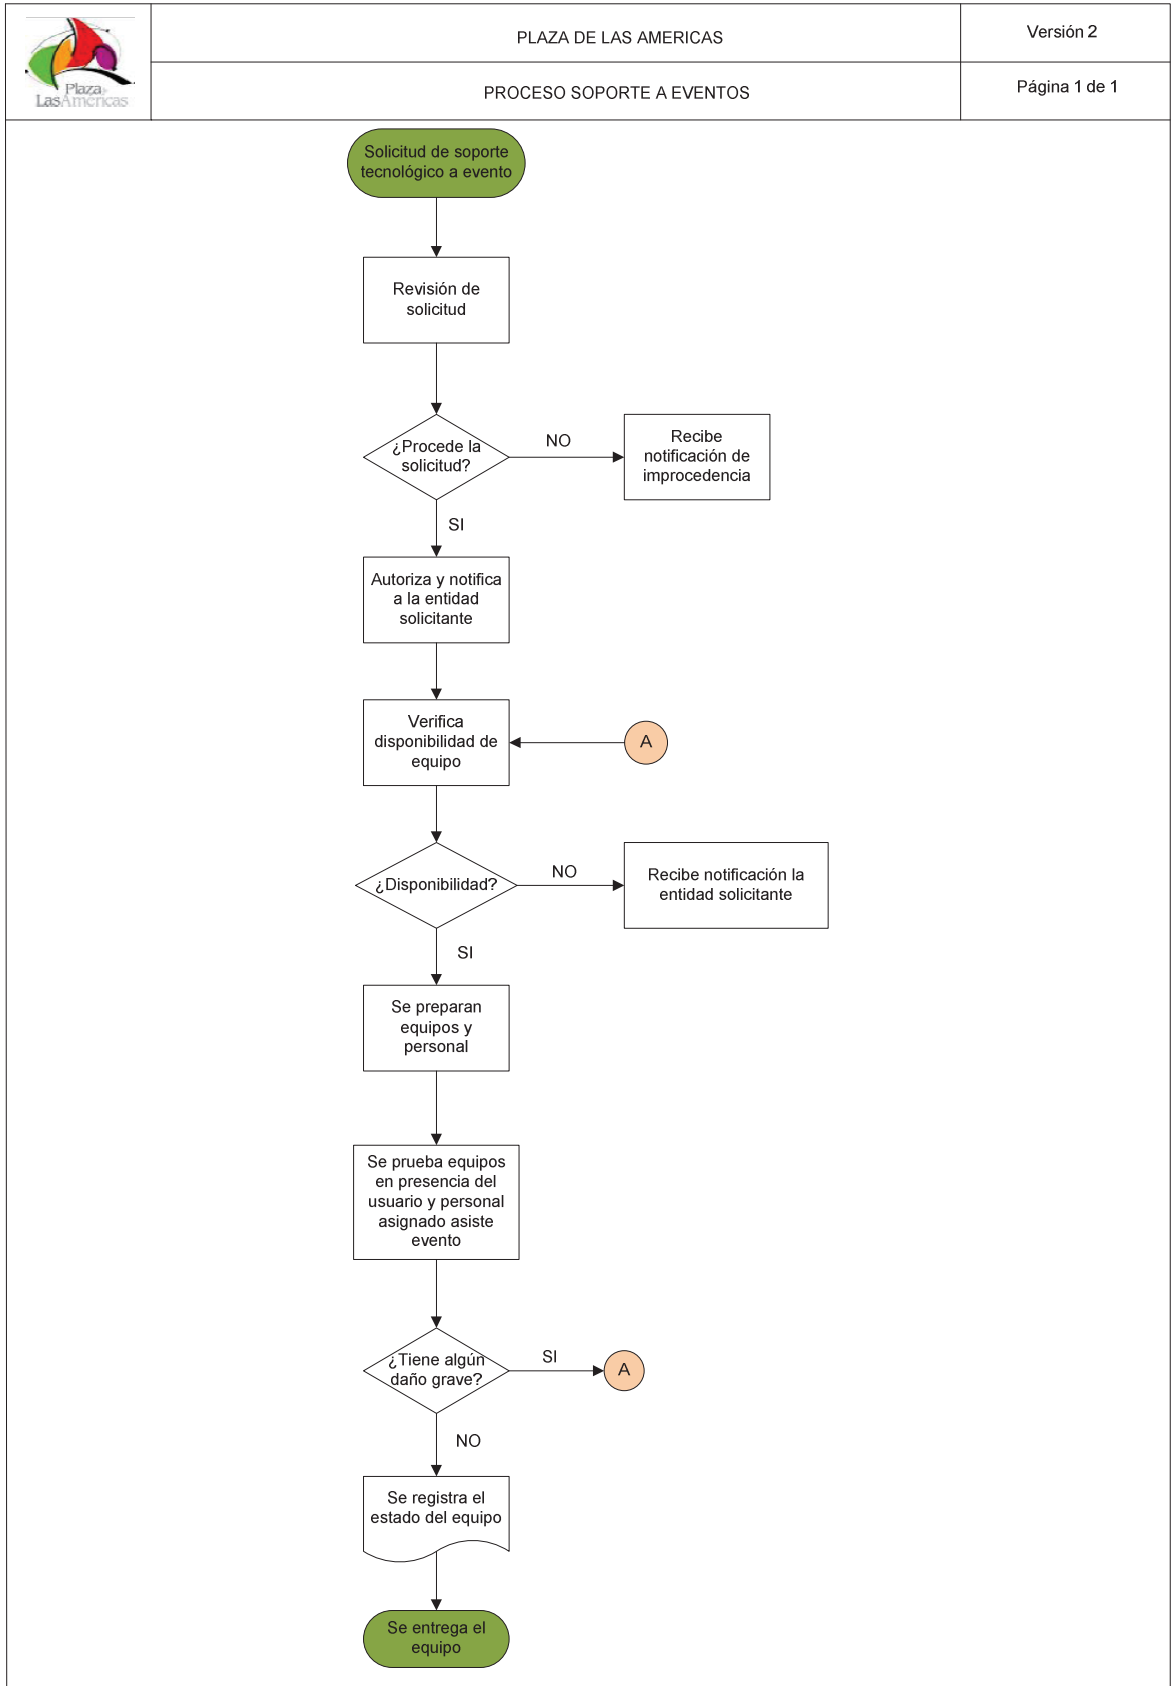 Plaza
LasAméricas
PLAZA DE LAS AMERICAS
Versión 2
PROCESO SOPORTE A EVENTOS
Página 1 de 1
Solicitud de soporte
tecnológico a evento
Revisión de
solicitud
¿Procede la
solicitud?
NO
Recibe
notificación de
improcedencia
SI
Autoriza y notifica
a la entidad
solicitante
Verifica
disponibilidad de
equipo
A
¿Disponibilidad?
NO
Recibe notificación la
entidad solicitante
SI
Se preparan
equipos y
personal
Se prueba equipos
en presencia del
usuario y personal
asignado asiste
evento
¿Tiene algún
daño grave?
SI
A
NO
Se registra el
estado del equipo
Se entrega el
equipo